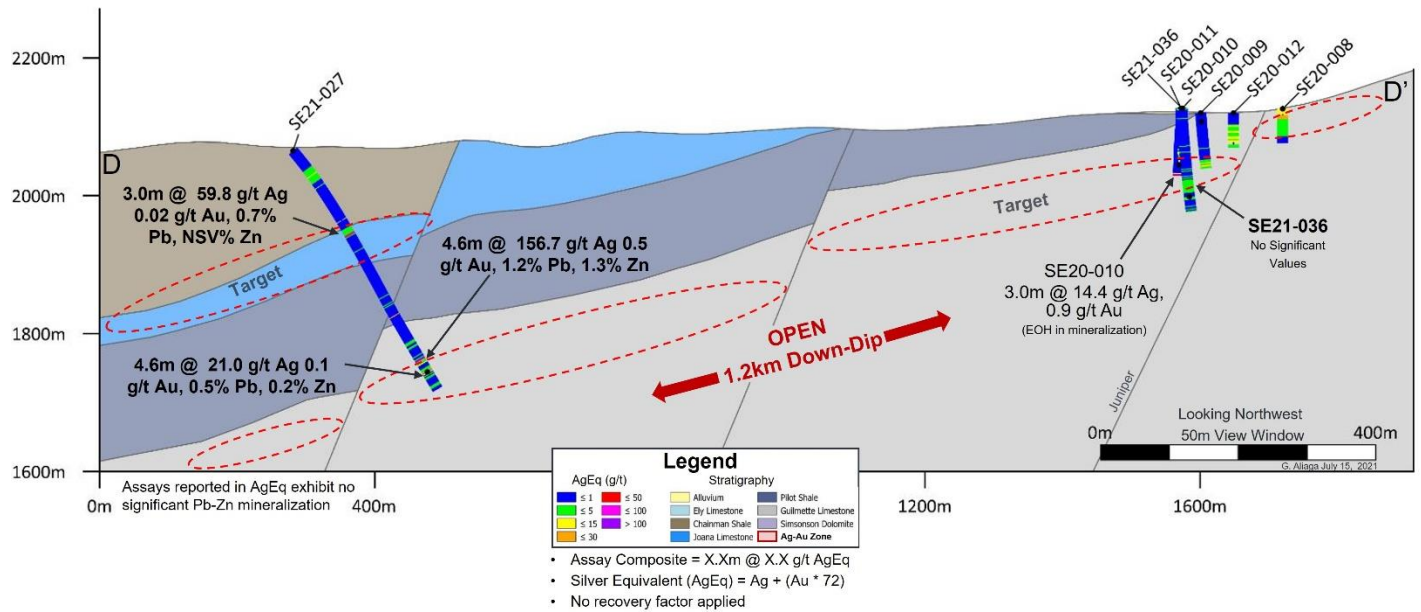 2200m
2000m
1800m
1600m
D
D'
SE21-027
SE21-036
SE20-011
SE20-010
SE20-009
SE20-012
SE20-008
3.0m @ 59.8 g/t Ag
0.02 g/t Au, 0.7%
Pb, NSV% Zn
Target
4.6m @ 156.7 g/t Ag 0.5
g/t Au, 1.2% Pb, 1.3% Zn
4.6m @ 21.0 g/t Ag 0.1
g/t Au, 0.5% Pb, 0.2% Zn
OPEN
1.2km Down-Dip
Target
SE21-036
No Significant
Values
SE20-010
3.0m @ 14.4 g/t Ag,
0.9 g/t Au
(EOH in mineralization)
Juniper
Looking Northwest
50m View Window
0m
400m
G. Aliaga July 15, 2021
0m
400m
1200m
1600m
Assays reported in AgEq exhibit no
significant Pb-Zn mineralization
Legend
AgEq (g/t)
≤ 1
≤ 5
≤ 15
≤ 30
≤ 50
≤ 100
> 100
Stratigraphy
Alluvium
Ely Limestone
Chainman Shale
Joana Limestone
Pilot Shale
Guilmette Limestone
Simsonson Dolomite
Ag-Au Zone
• Assay Composite = X.Xm @ X.X g/t AgEq
• Silver Equivalent (AgEq) = Ag + (Au * 72)
• No recovery factor applied